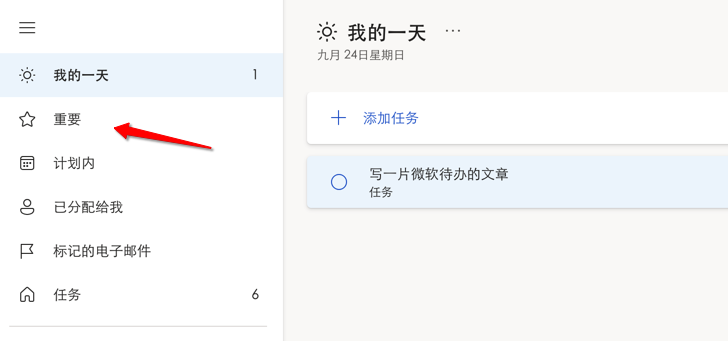 我的一天 1
重要
计划内
已分配给我
标记的电子邮件
任务 6
我的一天 ...
九月 24日星期日
添加任务
写一片微软待办的文章
任务